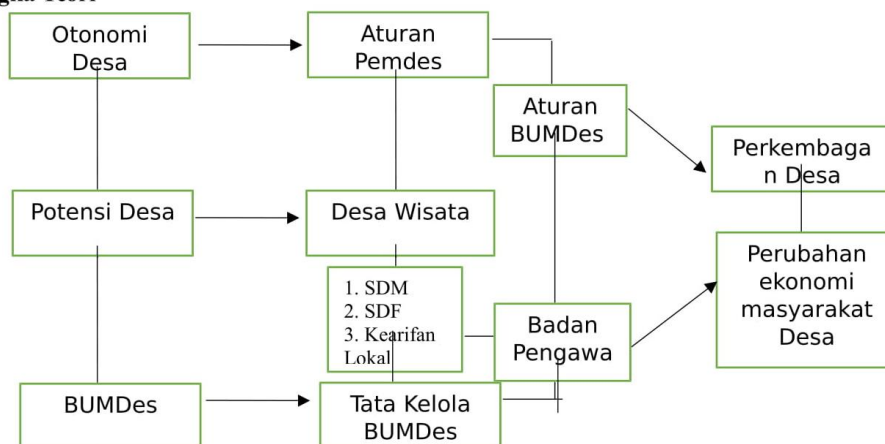 Otonomi
Desa
Aturan
Pemdes
Aturan
BUMDes
Perkembaga
n Desa
Potensi Desa
Desa Wisata
1. SDM
2. SDF
3. Kearifan
Lokal
Badan
Pengawa
Perubahan
ekonomi
masyarakat
Desa
BUMDes
Tata Kelola
BUMDes